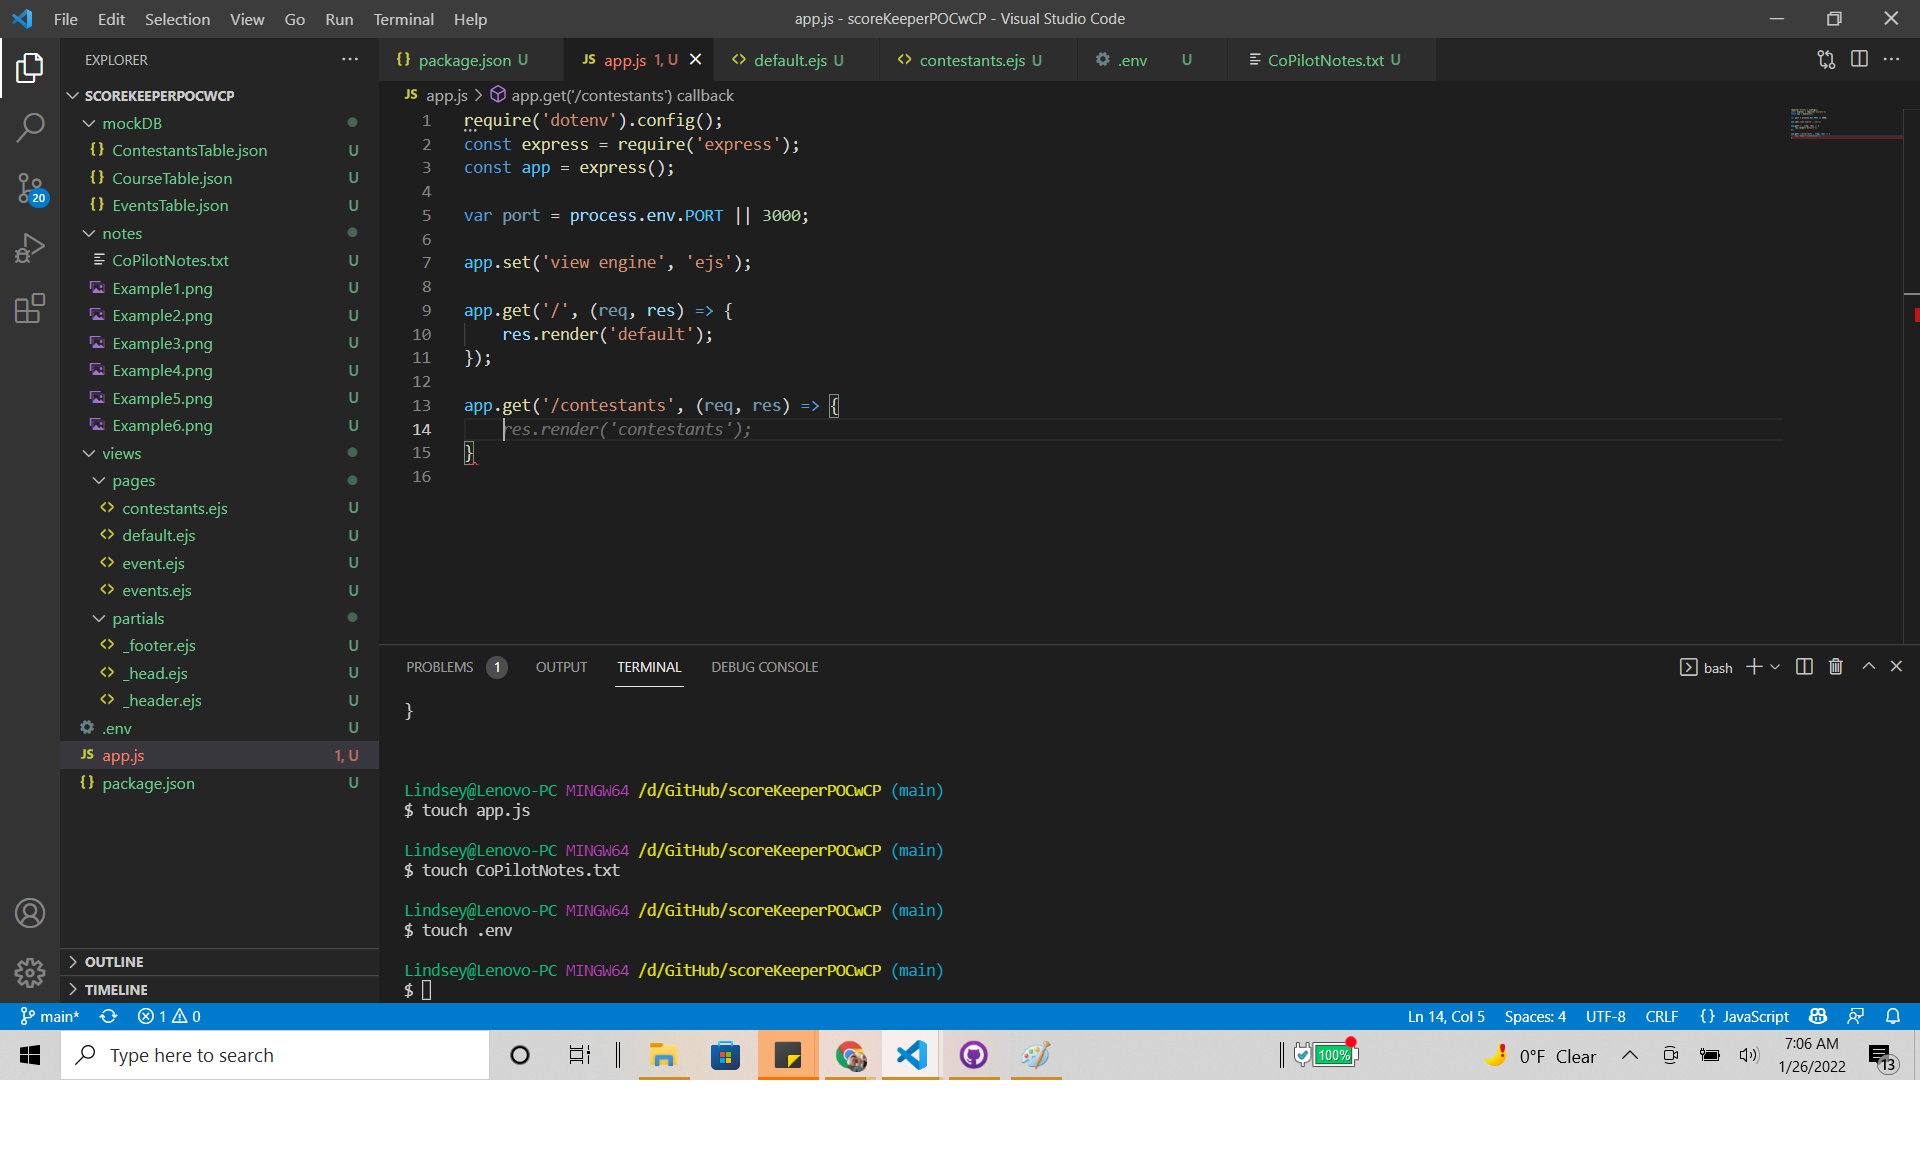 File Edit Selection View Go Run Terminal Help
app.js - scoreKeeperPOCwCP - Visual Studio Code
EXPLORER
package.json U
JS app.js 1, U
default.ejs U
contestants.ejs U
.env U
CoPilotNotes.txt U
JS app.js > app.get('/contestants') callback
SCOREKEEPERPOCWCP
mockDB
{} ContestantsTable.json U
{} CourseTable.json U
{} EventsTable.json U
notes
CoPilotNotes.txt U
Example1.png U
Example2.png U
Example3.png U
Example4.png U
Example5.png U
Example6.png U
views
pages
<> contestants.ejs U
<> default.ejs U
<> event.ejs U
<> events.ejs U
partials
<> _footer.ejs U
<> _head.ejs U
<> _header.ejs U
.env U
JS app.js 1, U
{} package.json U
OUTLINE
TIMELINE
20
1 require('dotenv').config();
2 const express = require('express');
3 const app = express();
4
5 var port = process.env.PORT || 3000;
6
7 app.set('view engine', 'ejs');
8
9 app.get('/', (req, res) => {
10 res.render('default');
11 });
12
13 app.get('/contestants', (req, res) => {
14 res.render('contestants');
15 }
16
PROBLEMS 1 OUTPUT TERMINAL DEBUG CONSOLE
bash
}
Lindsey@Lenovo-PC MINGW64 /d/GitHub/scoreKeeperPOCwCP (main)
$ touch app.js
Lindsey@Lenovo-PC MINGW64 /d/GitHub/scoreKeeperPOCwCP (main)
$ touch CoPilotNotes.txt
Lindsey@Lenovo-PC MINGW64 /d/GitHub/scoreKeeperPOCwCP (main)
$ touch .env
Lindsey@Lenovo-PC MINGW64 /d/GitHub/scoreKeeperPOCwCP (main)
$
main* 1 0
Ln 14, Col 5 Spaces: 4 UTF-8 CRLF {} JavaScript
Type here to search
100%
0°F Clear
7:06 AM
1/26/2022
13